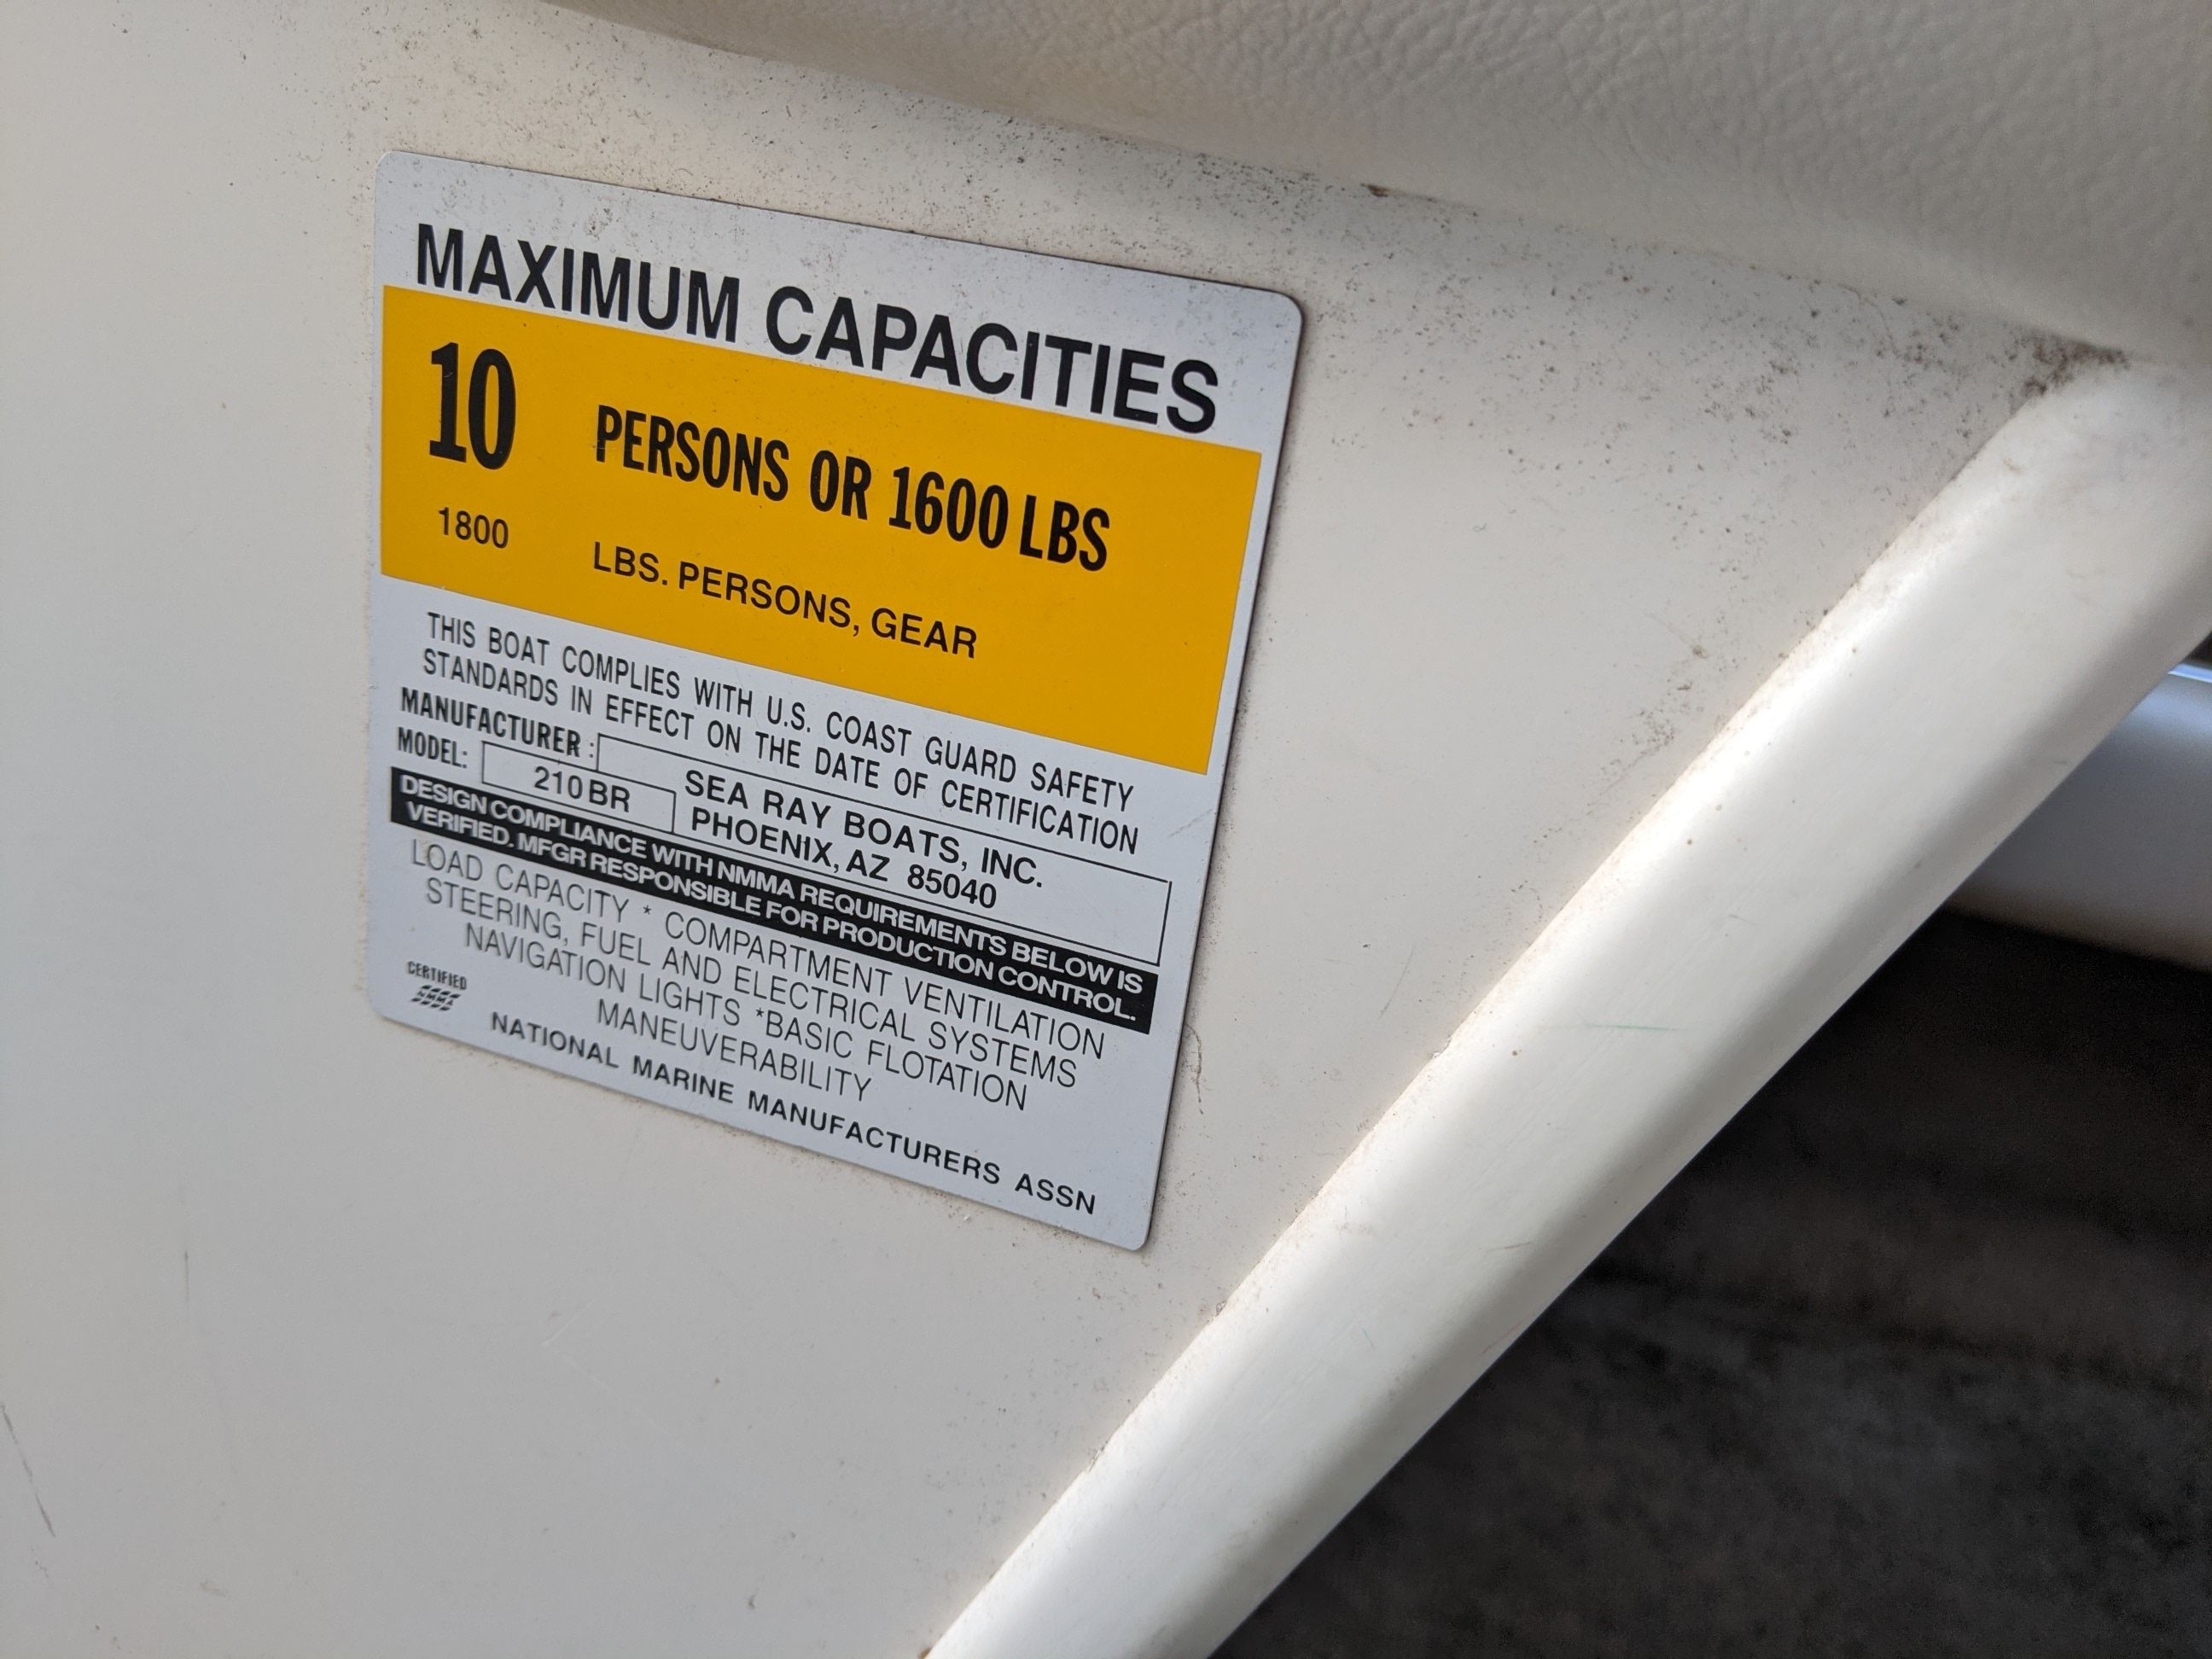 MAXIMUM CAPACITIES
10 PERSONS OR 1600 LBS
1800 LBS. PERSONS, GEAR
THIS BOAT COMPLIES WITH U.S. COAST GUARD SAFETY
STANDARDS IN EFFECT ON THE DATE OF CERTIFICATION
MANUFACTURER :
SEA RAY BOATS, INC.
PHOENIX, AZ 85040
MODEL: 210 BR
DESIGN COMPLIANCE WITH NMMA REQUIREMENTS BELOW IS
VERIFIED. MFGR RESPONSIBLE FOR PRODUCTION CONTROL.
LOAD CAPACITY * COMPARTMENT VENTILATION
STEERING, FUEL AND ELECTRICAL SYSTEMS
NAVIGATION LIGHTS *BASIC FLOTATION
MANEUVERABILITY
CERTIFIED
NMMA
NATIONAL MARINE MANUFACTURERS ASSN